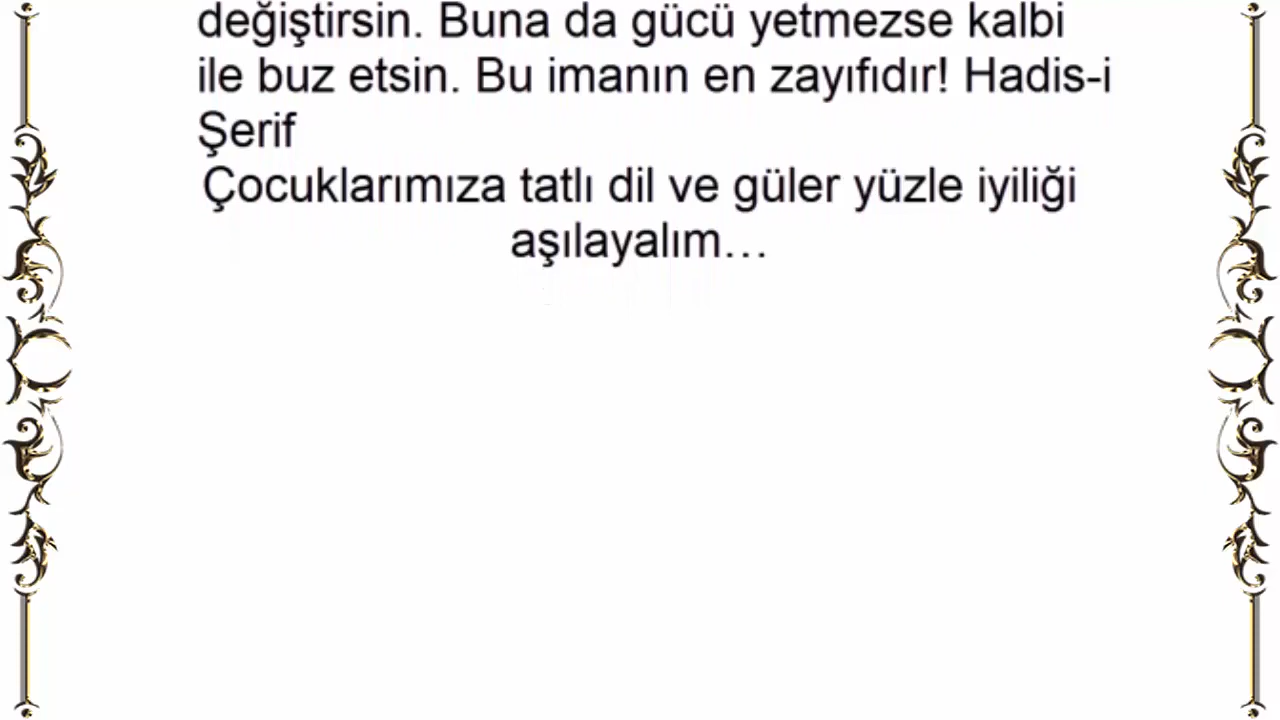 değiştirsin. Buna da gücü yetmezse kalbi
ile buz etsin. Bu imanın en zayıfıdır! Hadis-i
Şerif
Çocuklarımıza tatlı dil ve güler yüzle iyiliği
aşılayalım…